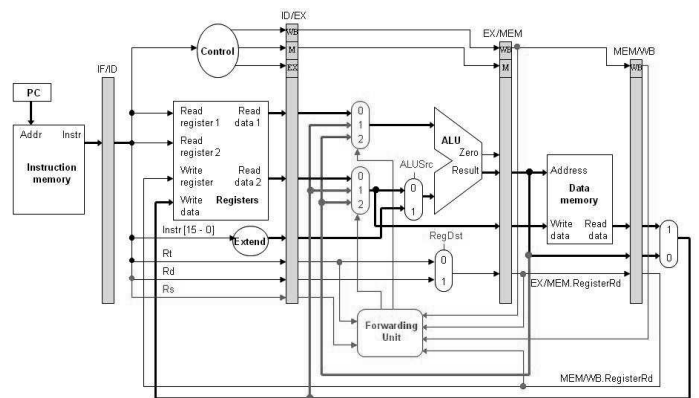 ID/EX
EX/MEM
MEM/WB
IF/ID
WB
WB
WB
M
M
EX
Control
PC
Addr Instr
Instruction
memory
Read
register 1
Read
data 1
Read
register 2
Write
register
Read
data 2
Write
data
Registers
0
1
2
0
1
2
ALU
Zero
Result
ALUSrc
0
1
Address
Data
memory
Write
data
Read
data
1
0
Instr [15 - 0]
Extend
RegDst
0
1
Rt
Rd
Rs
EX/MEM.RegisterRd
Forwarding
Unit
MEM/WB.RegisterRd